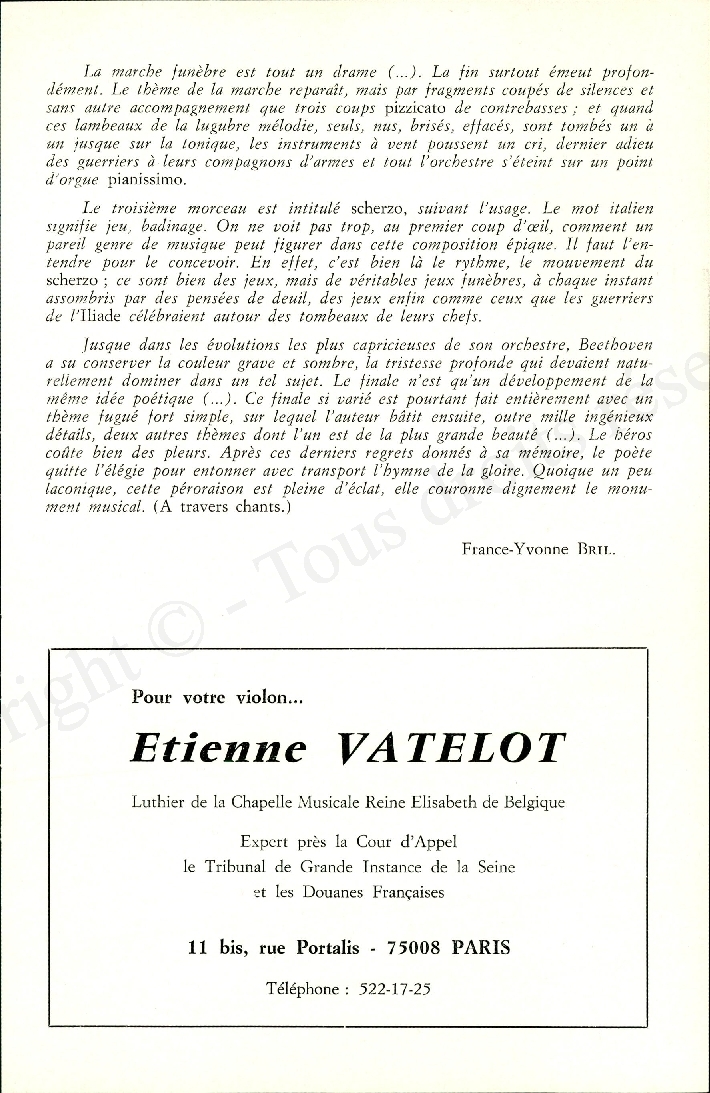 La marche funèbre est tout un drame (...). La fin surtout émeut profon-
dément. Le thème de la marche reparaît, mais par fragments coupés de silences et
sans autre accompagnement que trois coups pizzicato de contrebasses ; et quand
ces lambeaux de la lugubre mélodie, seuls, nus, brisés, effacés, sont tombés un à
un jusque sur la tonique, les instruments à vent poussent un cri, dernier adieu
des guerriers à leurs compagnons d'armes et tout l'orchestre s'éteint sur un point
d'orgue pianissimo.
Le troisième morceau est intitulé scherzo, suivant l'usage. Le mot italien
signifie jeu, badinage. On ne voit pas trop, au premier coup d'œil, comment un
pareil genre de musique peut figurer dans cette composition épique. Il faut l'en-
tendre pour le concevoir. En effet, c'est bien là le rythme, le mouvement du
scherzo ; ce sont bien des jeux, mais de véritables jeux funèbres, à chaque instant
assombris par des pensées de deuil, des jeux enfin comme ceux que les guerriers
de l'Iliade célébraient autour des tombeaux de leurs chefs.
Jusque dans les évolutions les plus capricieuses de son orchestre, Beethoven
a su conserver la couleur grave et sombre, la tristesse profonde qui devaient natu-
rellement dominer dans un tel sujet. Le finale n'est qu'un développement de la
même idée poétique (...). Ce finale si varié est pourtant fait entièrement avec un
thème fugué fort simple, sur lequel l'auteur bâtit ensuite, outre mille ingénieux
détails, deux autres thèmes dont l'un est de la plus grande beauté (...). Le héros
coûte bien des pleurs. Après ces derniers regrets donnés à sa mémoire, le poète
quitte l'élégie pour entonner avec transport l'hymne de la gloire. Quoique un peu
laconique, cette péroraison est pleine d'éclat, elle couronne dignement le monu-
ment musical. (A travers chants.)
France-Yvonne BRIL.
Pour votre violon...
Etienne VATELOT
Luthier de la Chapelle Musicale Reine Elisabeth de Belgique
Expert près la Cour d'Appel
le Tribunal de Grande Instance de la Seine
et les Douanes Françaises
11 bis, rue Portalis - 75008 PARIS
Téléphone : 522-17-25